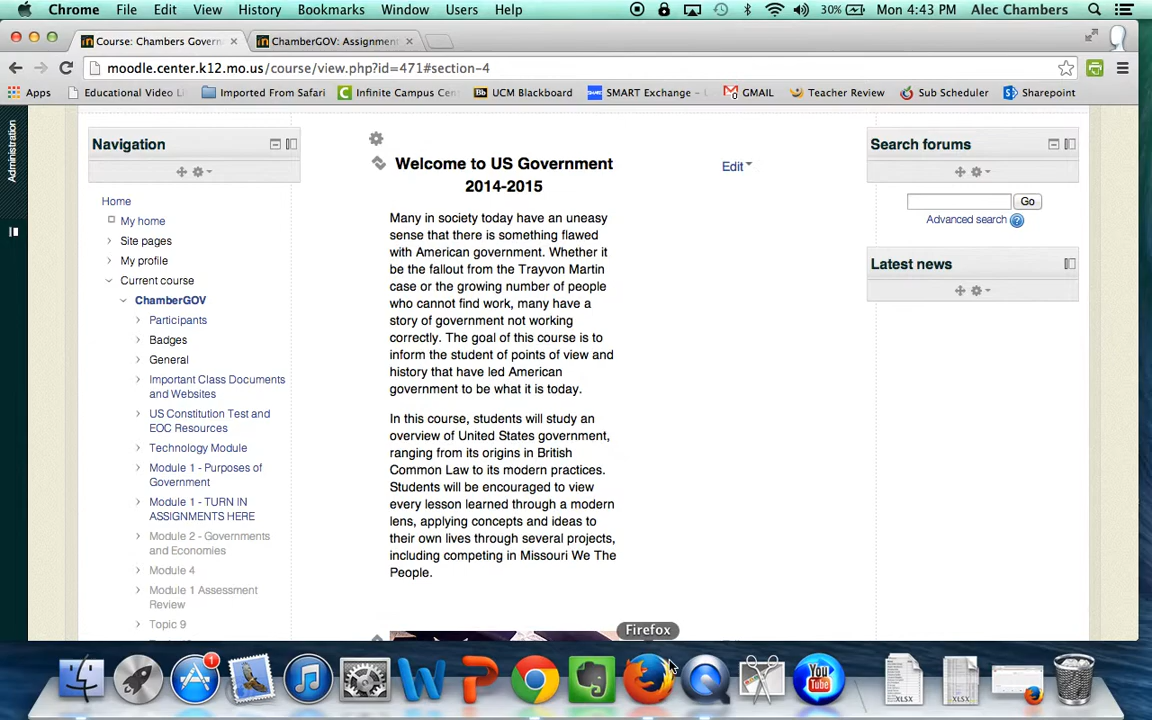 Chrome File Edit View History Bookmarks Window Users Help 30% Mon 4:43 PM Alec Chambers
Course: Chambers Govern ChamberGOV: Assignment
moodle.center.k12.mo.us/course/view.php?id=471#section-4
Apps Educational Video Li Imported From Safari Infinite Campus Cen Bb UCM Blackboard SMART Exchange - GMAIL Teacher Review Sub Scheduler Sharepoint
Administration
Navigation
Home
My home
Site pages
My profile
Current course
ChamberGOV
Participants
Badges
General
Important Class Documents
and Websites
US Constitution Test and
EOC Resources
Technology Module
Module 1 - Purposes of
Government
Module 1 - TURN IN
ASSIGNMENTS HERE
Module 2 - Governments
and Economies
Module 4
Module 1 Assessment
Review
Topic 9
Welcome to US Government
2014-2015
Edit
Many in society today have an uneasy
sense that there is something flawed
with American government. Whether it
be the fallout from the Trayvon Martin
case or the growing number of people
who cannot find work, many have a
story of government not working
correctly. The goal of this course is to
inform the student of points of view and
history that have led American
government to be what it is today.
In this course, students will study an
overview of United States government,
ranging from its origins in British
Common Law to its modern practices.
Students will be encouraged to view
every lesson learned through a modern
lens, applying concepts and ideas to
their own lives through several projects,
including competing in Missouri We The
People.
Search forums
Go
Advanced search
Latest news
Firefox
1
You
Tube
XLSX
XLSX